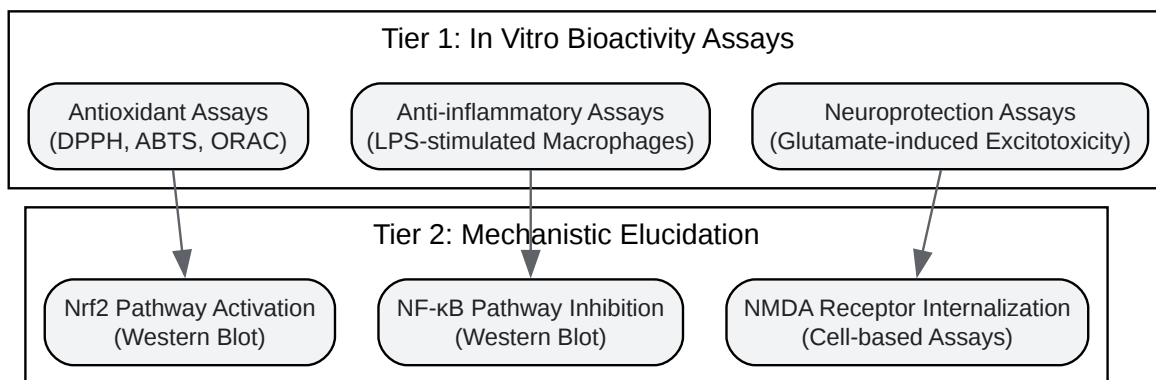 Tier 1: In Vitro Bioactivity Assays
Antioxidant Assays
(DPPH, ABTS, ORAC)
Anti-inflammatory Assays
(LPS-stimulated Macrophages)
Neuroprotection Assays
(Glutamate-induced Excitotoxicity)
Tier 2: Mechanistic Elucidation
Nrf2 Pathway Activation
(Western Blot)
NF-κB Pathway Inhibition
(Western Blot)
NMDA Receptor Internalization
(Cell-based Assays)